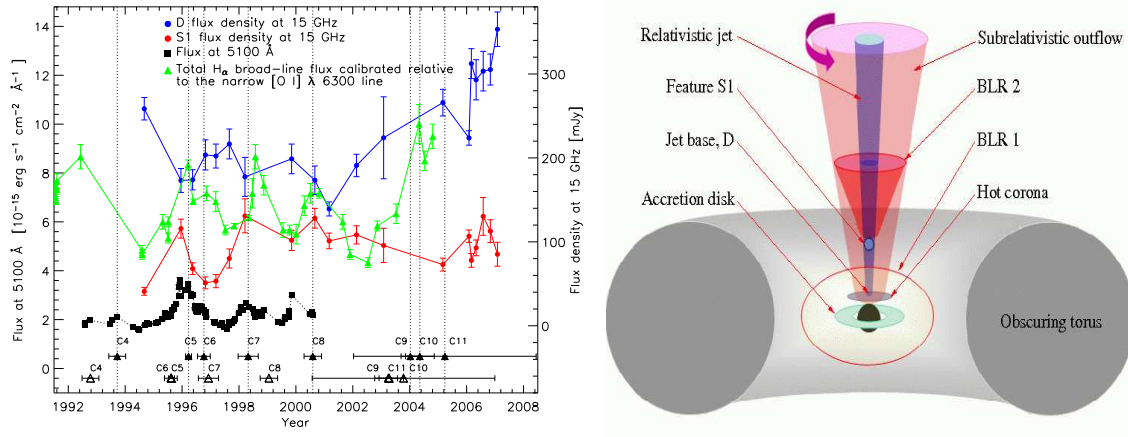 D flux density at 15 GHz
S1 flux density at 15 GHz
Flux at 5100 Å
Total Hα broad-line flux calibrated relative
to the narrow [O I] λ 6300 line
14
12
10
8
6
4
2
0
Flux at 5100 Å [10⁻¹⁵ erg s⁻¹ cm⁻² Å⁻¹]
300
200
100
0
Flux density at 15 GHz [mJy]
C4 C5 C6 C7 C8 C9 C10 C11
C4 C6 C5 C7 C8 C9 C11 C10
1992 1994 1996 1998 2000 2002 2004 2006 2008
Year
Relativistic jet
Subrelativistic outflow
Feature S1
BLR 2
Jet base, D
BLR 1
Accretion disk
Hot corona
Obscuring torus